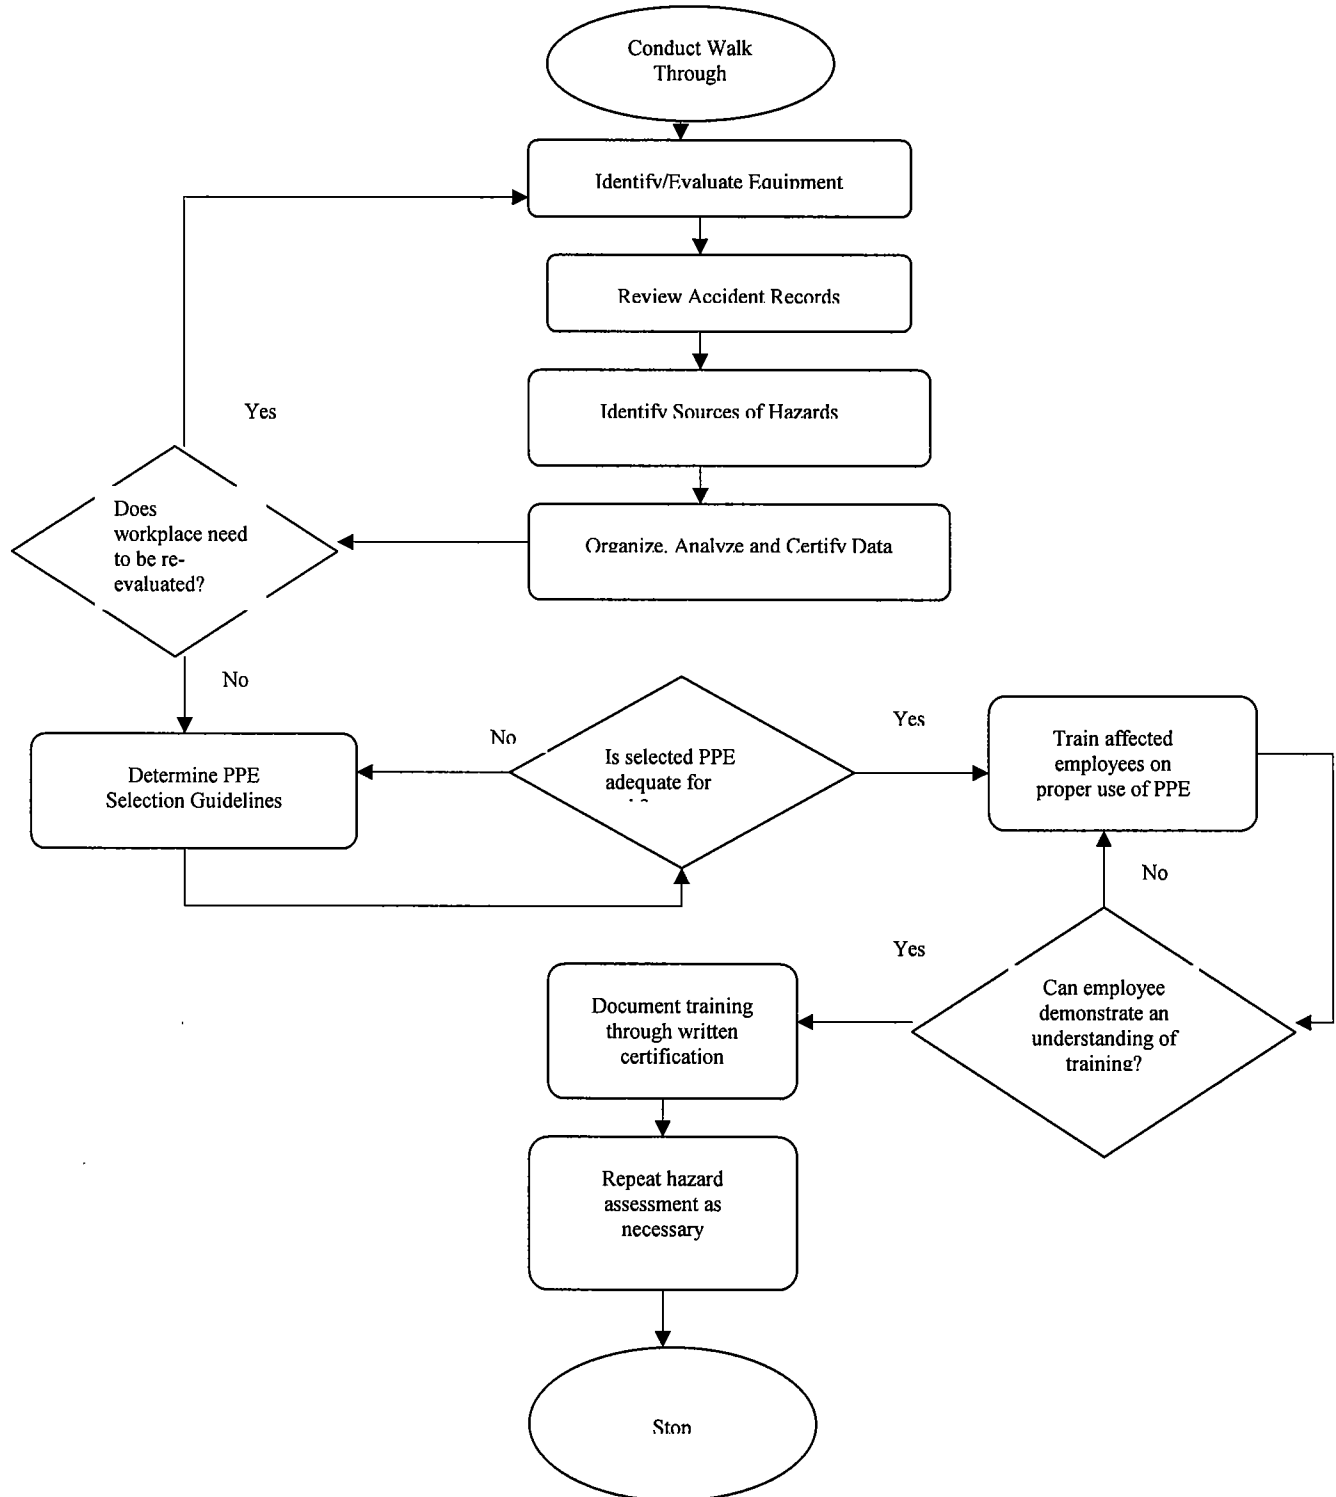 Conduct Walk
Through
Identify/Evaluate Equipment
Review Accident Records
Identify Sources of Hazards
Yes
Does
workplace need
to be re-
evaluated?
Organize, Analyze and Certify Data
No
Determine PPE
Selection Guidelines
No
Is selected PPE
adequate for
Yes
Train affected
employees on
proper use of PPE
No
Can employee
demonstrate an
understanding of
training?
Yes
Document training
through written
certification
Repeat hazard
assessment as
necessary
Stop